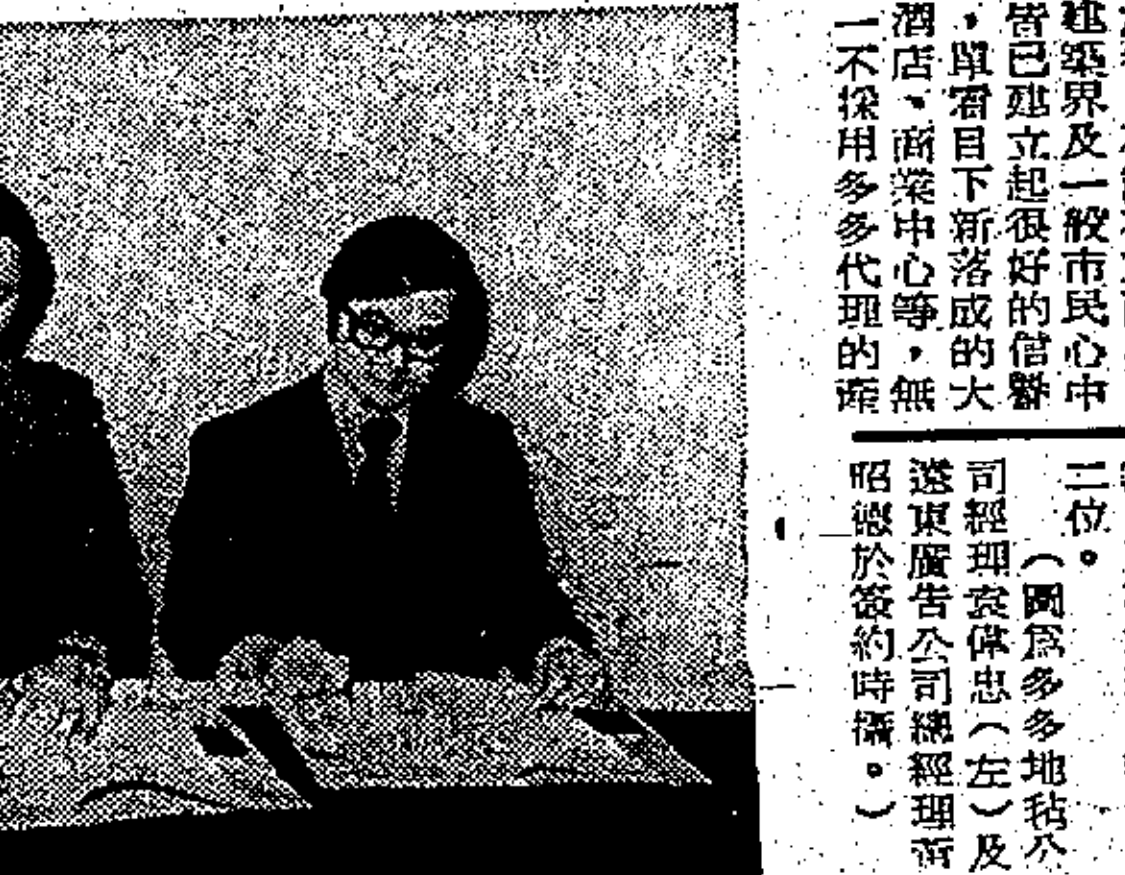 建築界及一般市民心中
皆已建立起很好的信譽
，單看目下新落成的大
酒店、商業中心等，無
一不採用多多代理的產
二位。
（圖爲多多地毡公
司經理袁偉忠（左）及
遠東廣告公司總經理
昭德於簽約時攝。）